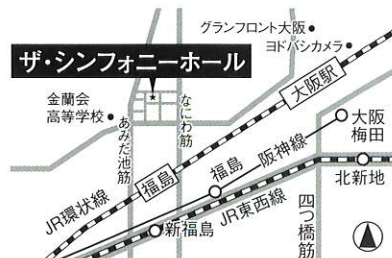 グランフロント大阪
ヨドバシカメラ
ザ・シンフォニーホール
金蘭会
高等学校
なにわ筋
あみだ池筋
大阪駅
大阪
梅田
福島
福島
阪神線
北新地
JR環状線
JR東西線
新福島
四つ橋筋